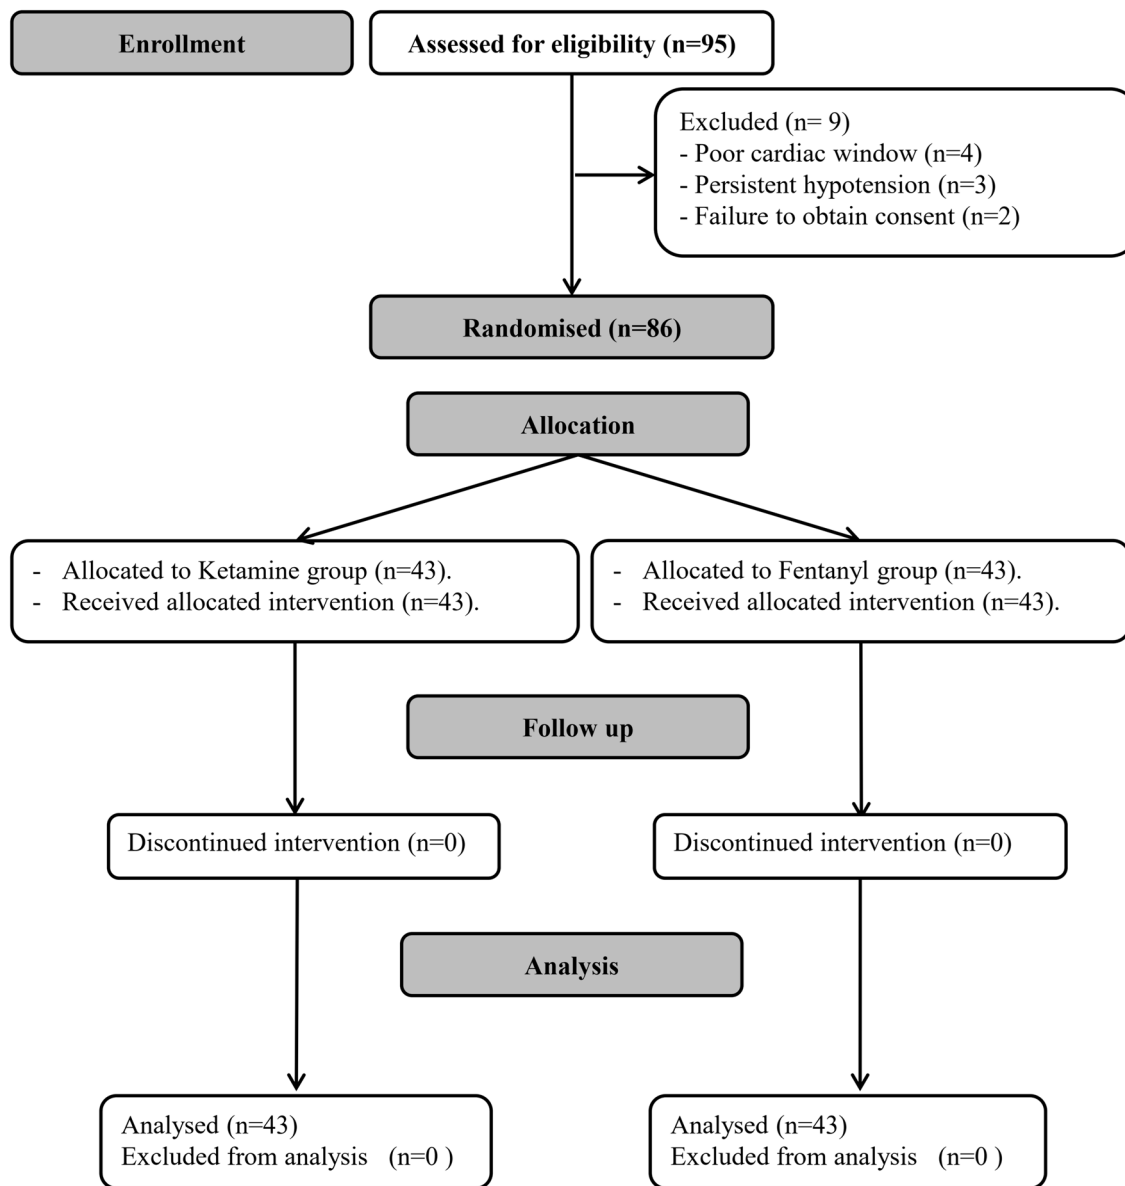 Enrollment
Assessed for eligibility (n=95)
Excluded (n= 9)
- Poor cardiac window (n=4)
- Persistent hypotension (n=3)
- Failure to obtain consent (n=2)
Randomised (n=86)
Allocation
- Allocated to Ketamine group (n=43).
- Received allocated intervention (n=43).
- Allocated to Fentanyl group (n=43).
- Received allocated intervention (n=43).
Follow up
Discontinued intervention (n=0)
Discontinued intervention (n=0)
Analysis
Analysed (n=43)
Excluded from analysis (n=0 )
Analysed (n=43)
Excluded from analysis (n=0 )